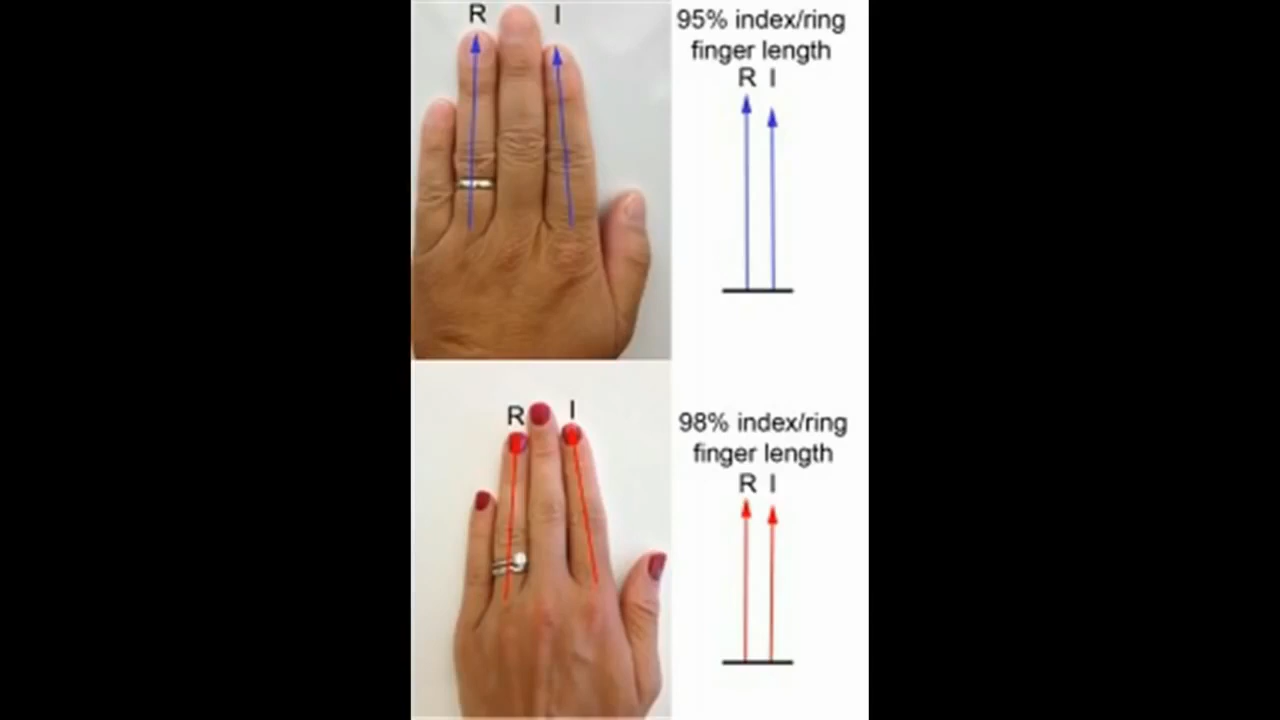 R I
95% index/ring
finger length
R I
R I
98% index/ring
finger length
R I